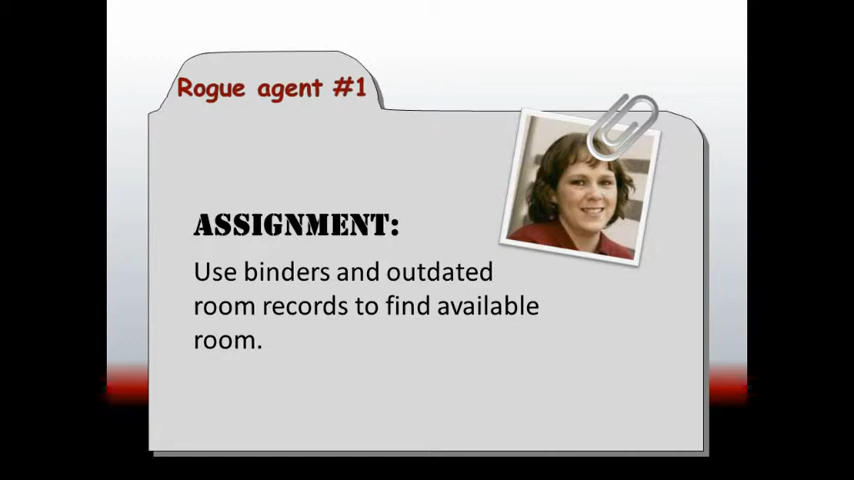 Rogue agent #1
ASSIGNMENT:
Use binders and outdated
room records to find available
room.